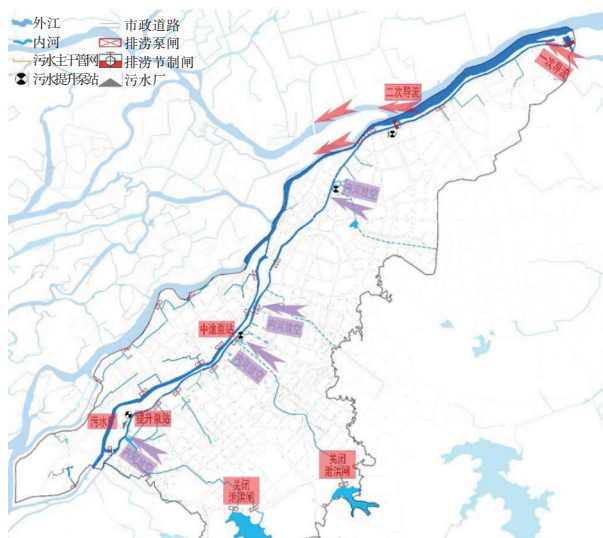 外江
市政道路
内河
排涝泵闸
污水主干管网
排涝节制闸
污水提升泵站
污水厂
一次导流
二次导流
内河放空
内河放空
中途泵站
内河放空
污水厂
提升泵站
内河放空
关闭
泄洪闸
关闭
泄洪闸